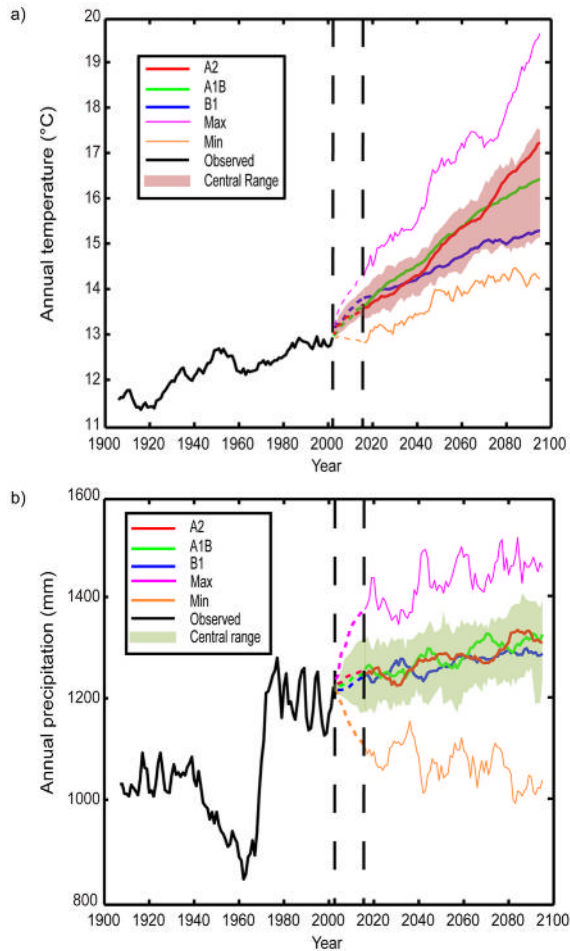 a)
20
19
18
17
16
15
14
13
12
11
Annual temperature (°C)
A2
A1B
B1
Max
Min
Observed
Central Range
1900 1920 1940 1960 1980 2000 2020 2040 2060 2080 2100
Year
b)
1600
1400
1200
1000
800
Annual precipitation (mm)
A2
A1B
B1
Max
Min
Observed
Central range
1900 1920 1940 1960 1980 2000 2020 2040 2060 2080 2100
Year